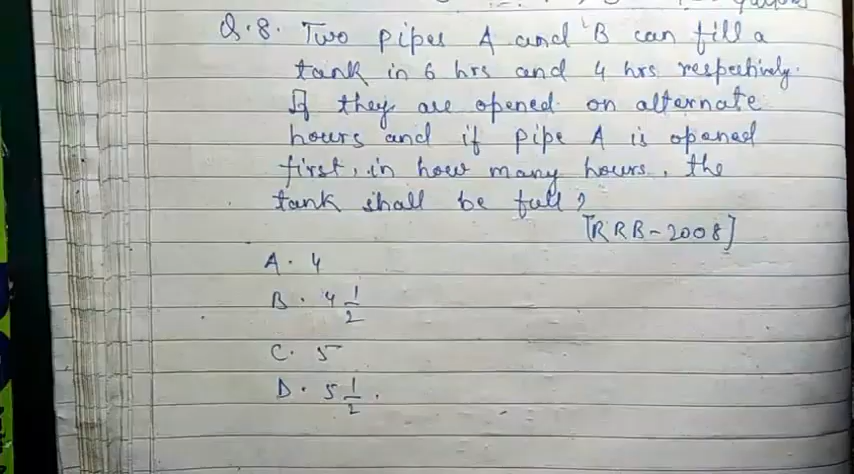 Q.8. Two pipes A and B can fill a
tank in 6 hrs and 4 hrs respectively.
If they are opened on alternate
hours and if pipe A is opened
first, in how many hours, the
tank shall be full?
[RRB-2008]
A. 4
B. 4 1/2
C. 5
D. 5 1/2.